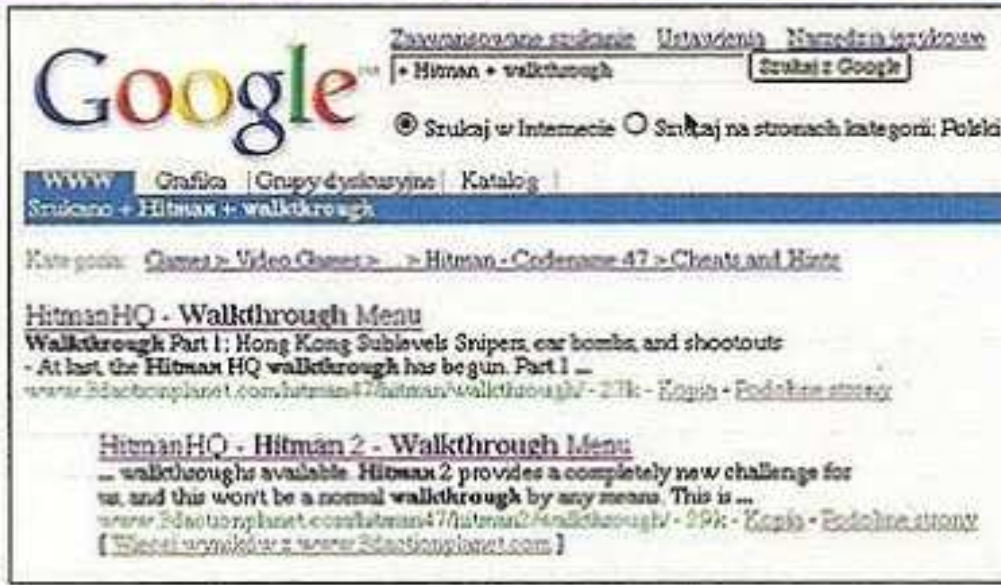 Zaawansowane szukanie Ustawienia Narzędzia językowe
Google
+ Hitman + walkthrough Szukaj z Google
Szukaj w Internecie Szukaj na stronach kategorii: Polski
WWW Grafika Grupy dyskusyjne Katalog
Szukano + Hitman + walkthrough
Kategoria: Games > Video Games > ... > Hitman - Codename 47 > Cheats and Hints
HitmanHQ - Walkthrough Menu
Walkthrough Part 1; Hong Kong Sublevels Snipers, car bombs, and shootouts
- At last, the Hitman HQ walkthrough has begun. Part 1 ...
www.3dactionplanet.com/hitman47/hitman/walkthrough/ - 27k - Kopia - Podobne strony
HitmanHQ - Hitman 2 - Walkthrough Menu
... walkthroughs available. Hitman 2 provides a completely new challenge for
us, and this won't be a normal walkthrough by any means. This is ...
www.3dactionplanet.com/hitman47/hitman2/walkthrough/ - 29k - Kopia - Podobne strony
[ Więcej wyników z www.3dactionplanet.com ]